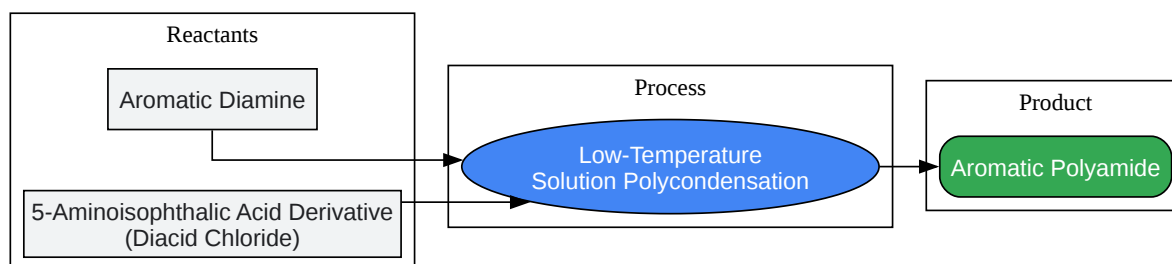 Reactants
Aromatic Diamine
5-Aminoisophthalic Acid Derivative
(Diacid Chloride)
Process
Low-Temperature
Solution Polycondensation
Product
Aromatic Polyamide